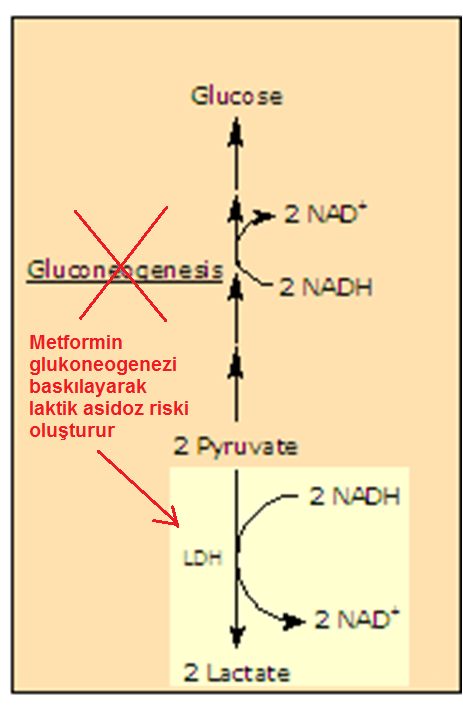 Glucose
2 NAD+
Gluconeogenesis
2 NADH
Metformin
glukoneogenezi
baskılayarak
laktik asidoz riski
oluşturur
2 Pyruvate
2 NADH
LDH
2 NAD+
2 Lactate